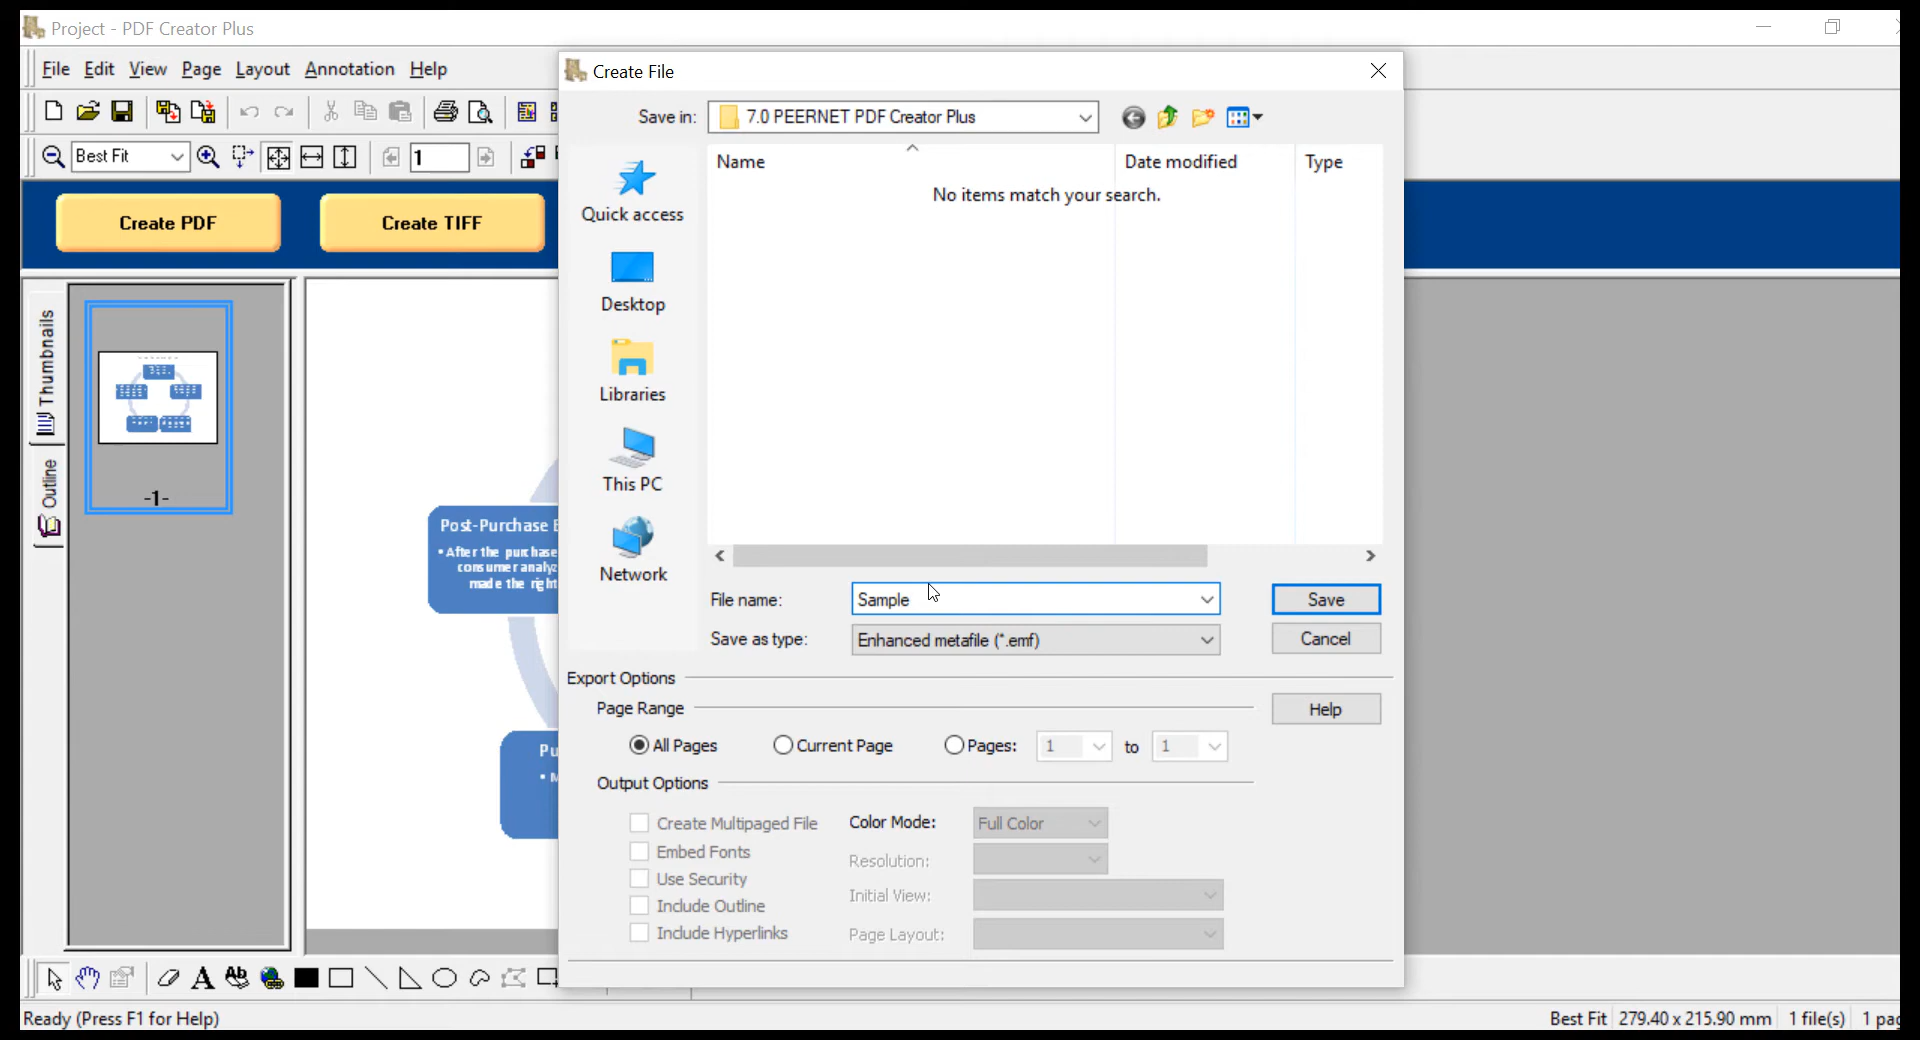 Project - PDF Creator Plus
File Edit View Page Layout Annotation Help
Best Fit
1
Create PDF
Create TIFF
Thumbnails
Outline
-1-
Post-Purchase
• After the purchase
consumer
made the right
Pu
Create File
Save in:
7.0 PEERNET PDF Creator Plus
Name
Date modified
Type
No items match your search.
Quick access
Desktop
Libraries
This PC
Network
File name:
Sample
Save
Save as type:
Enhanced metafile (*.emf)
Cancel
Export Options
Page Range
Help
All Pages
Current Page
Pages:
1
to
1
Output Options
Create Multipaged File
Color Mode:
Full Color
Embed Fonts
Resolution:
Use Security
Initial View:
Include Outline
Include Hyperlinks
Page Layout:
Ready (Press F1 for Help)
Best Fit
279.40 x 215.90 mm
1 file(s)
1 pag